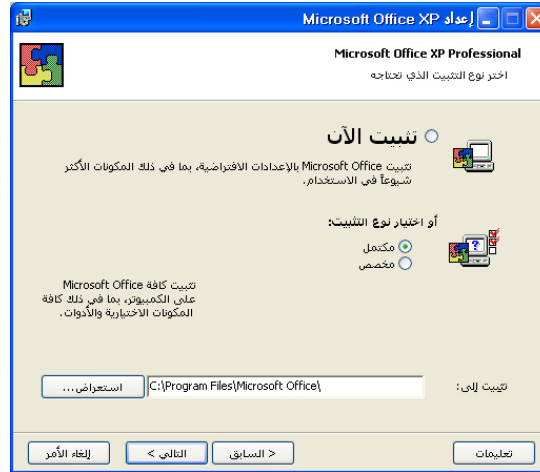 إعداد Microsoft Office XP
Microsoft Office XP Professional
اختر نوع التثبيت الذي تحتاجه
تثبيت الآن
تثبيت Microsoft Office بالإعدادات الافتراضية، بما في ذلك المكونات الأكثر
شيوعاً في الاستخدام.
أو اختيار نوع التثبيت:
مكتمل
مخصص
تثبيت كافة Microsoft Office
على الكمبيوتر، بما في ذلك كافة
المكونات الاختيارية والأدوات.
تثبيت إلى:
C:\Program Files\Microsoft Office\
استعراض...
تعليمات
< السابق
التالي >
إلغاء الأمر